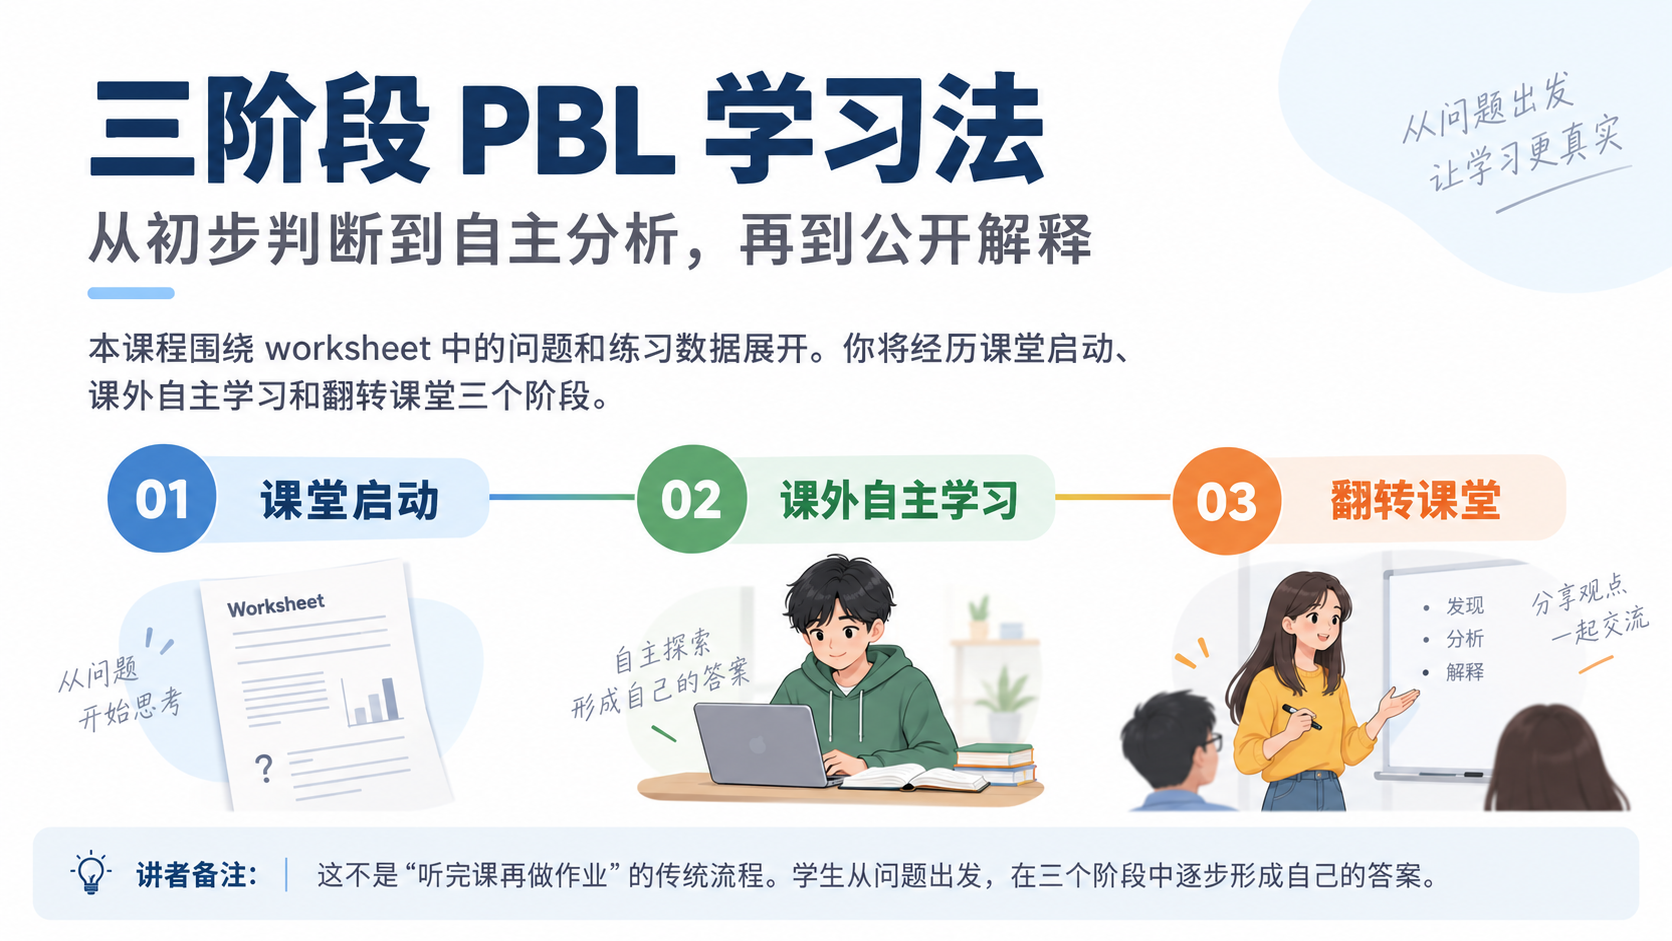 三阶段 PBL 学习法
从初步判断到自主分析，再到公开解释
从问题出发
让学习更真实
本课程围绕 worksheet 中的问题和练习数据展开。你将经历课堂启动、
课外自主学习和翻转课堂三个阶段。
01 课堂启动
02 课外自主学习
03 翻转课堂
Worksheet
?
从问题
开始思考
自主探索
形成自己的答案
• 发现
• 分析
• 解释
分享观点
一起交流
讲者备注： 这不是“听完课再做作业”的传统流程。学生从问题出发，在三个阶段中逐步形成自己的答案。